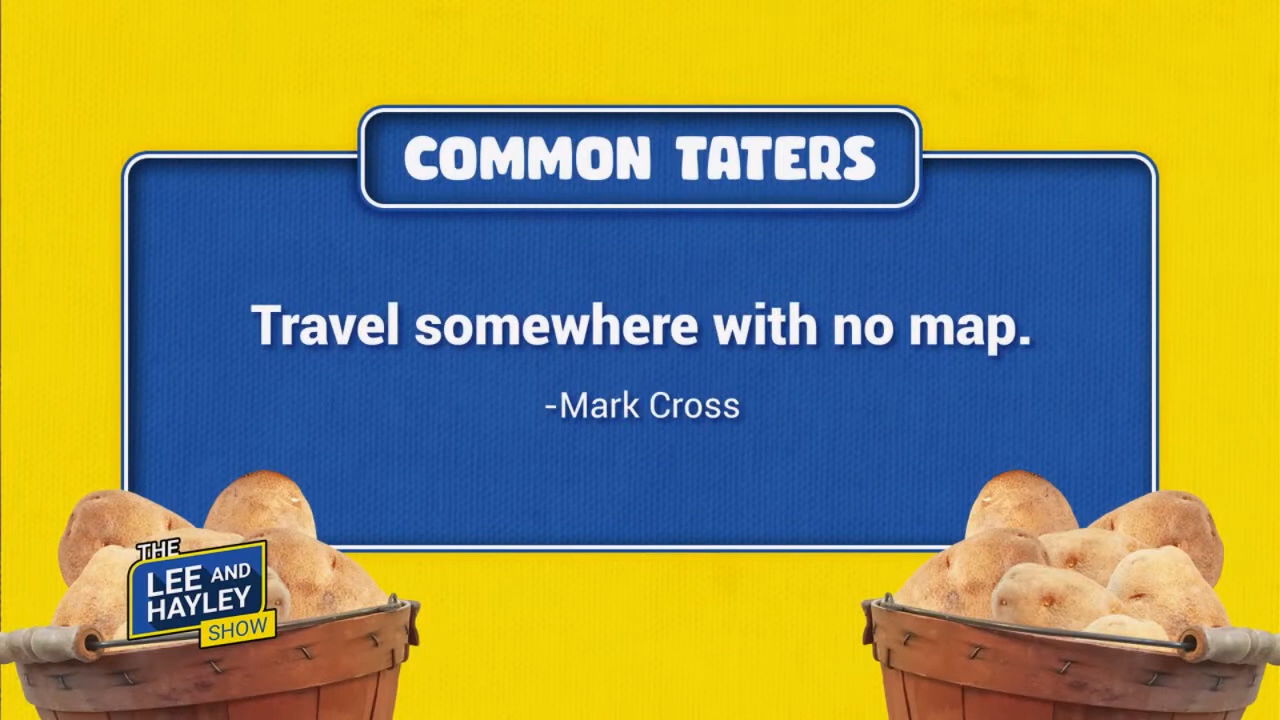 COMMON TATERS
Travel somewhere with no map.
-Mark Cross
THE
LEE AND
HAYLEY
SHOW